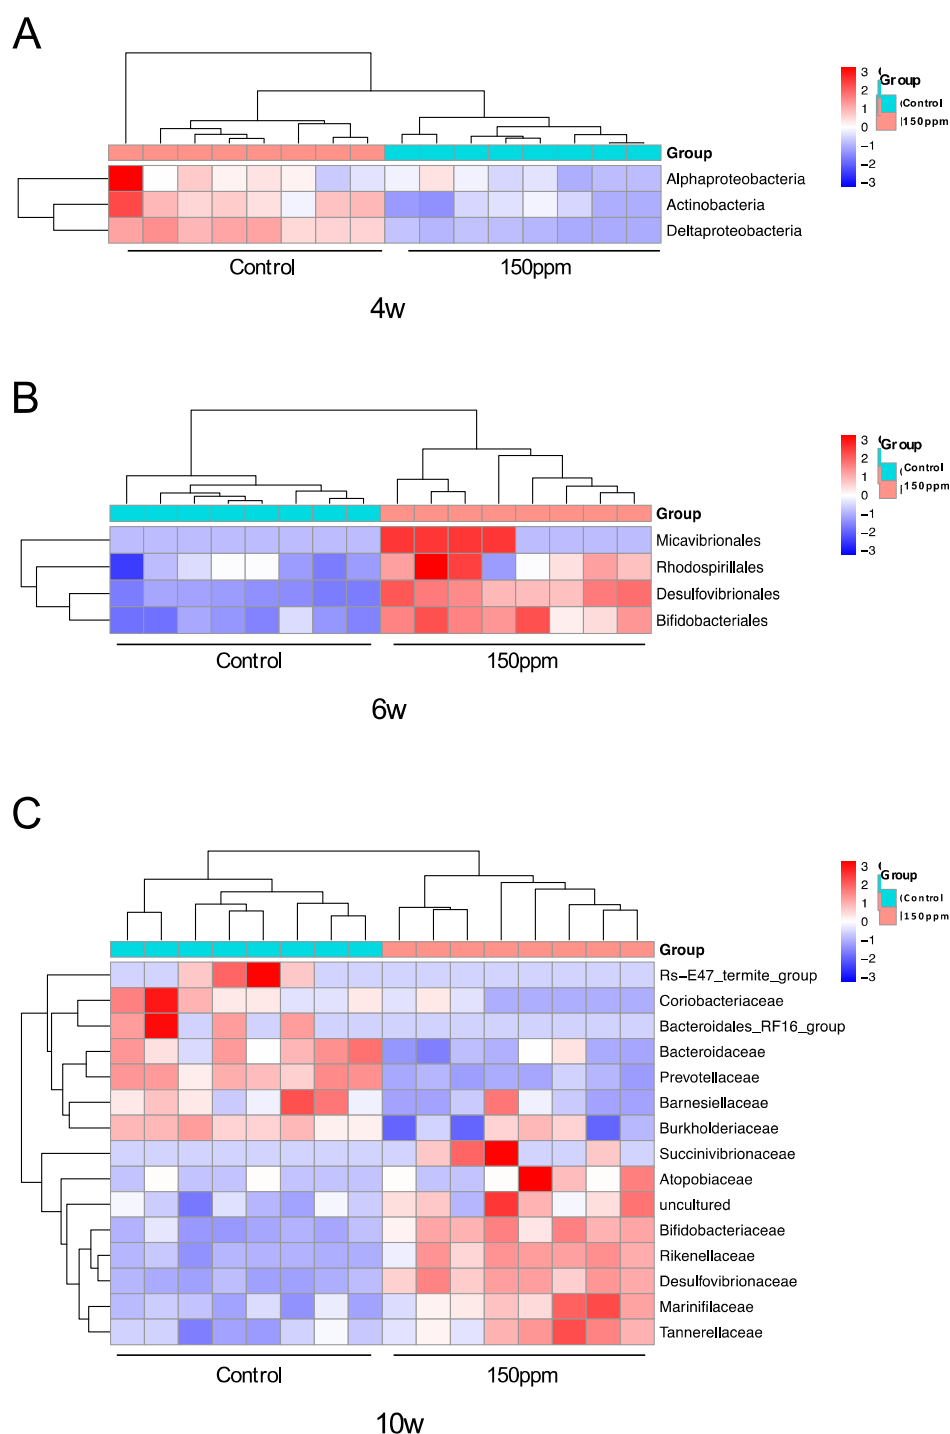 A
3
2
1
0
−1
−2
−3
Group
Control
150ppm
Group
Alphaproteobacteria
Actinobacteria
Deltaproteobacteria
Control 150ppm
4w
B
3
2
1
0
−1
−2
−3
Group
Control
150ppm
Group
Micavibrionales
Rhodospirillales
Desulfovibrionales
Bifidobacteriales
Control 150ppm
6w
C
3
2
1
0
−1
−2
−3
Group
Control
150ppm
Group
Rs−E47_termite_group
Coriobacteriaceae
Bacteroidales_RF16_group
Bacteroidaceae
Prevotellaceae
Barnesiellaceae
Burkholderiaceae
Succinivibrionaceae
Atopobiaceae
uncultured
Bifidobacteriaceae
Rikenellaceae
Desulfovibrionaceae
Marinifilaceae
Tannerellaceae
Control 150ppm
10w